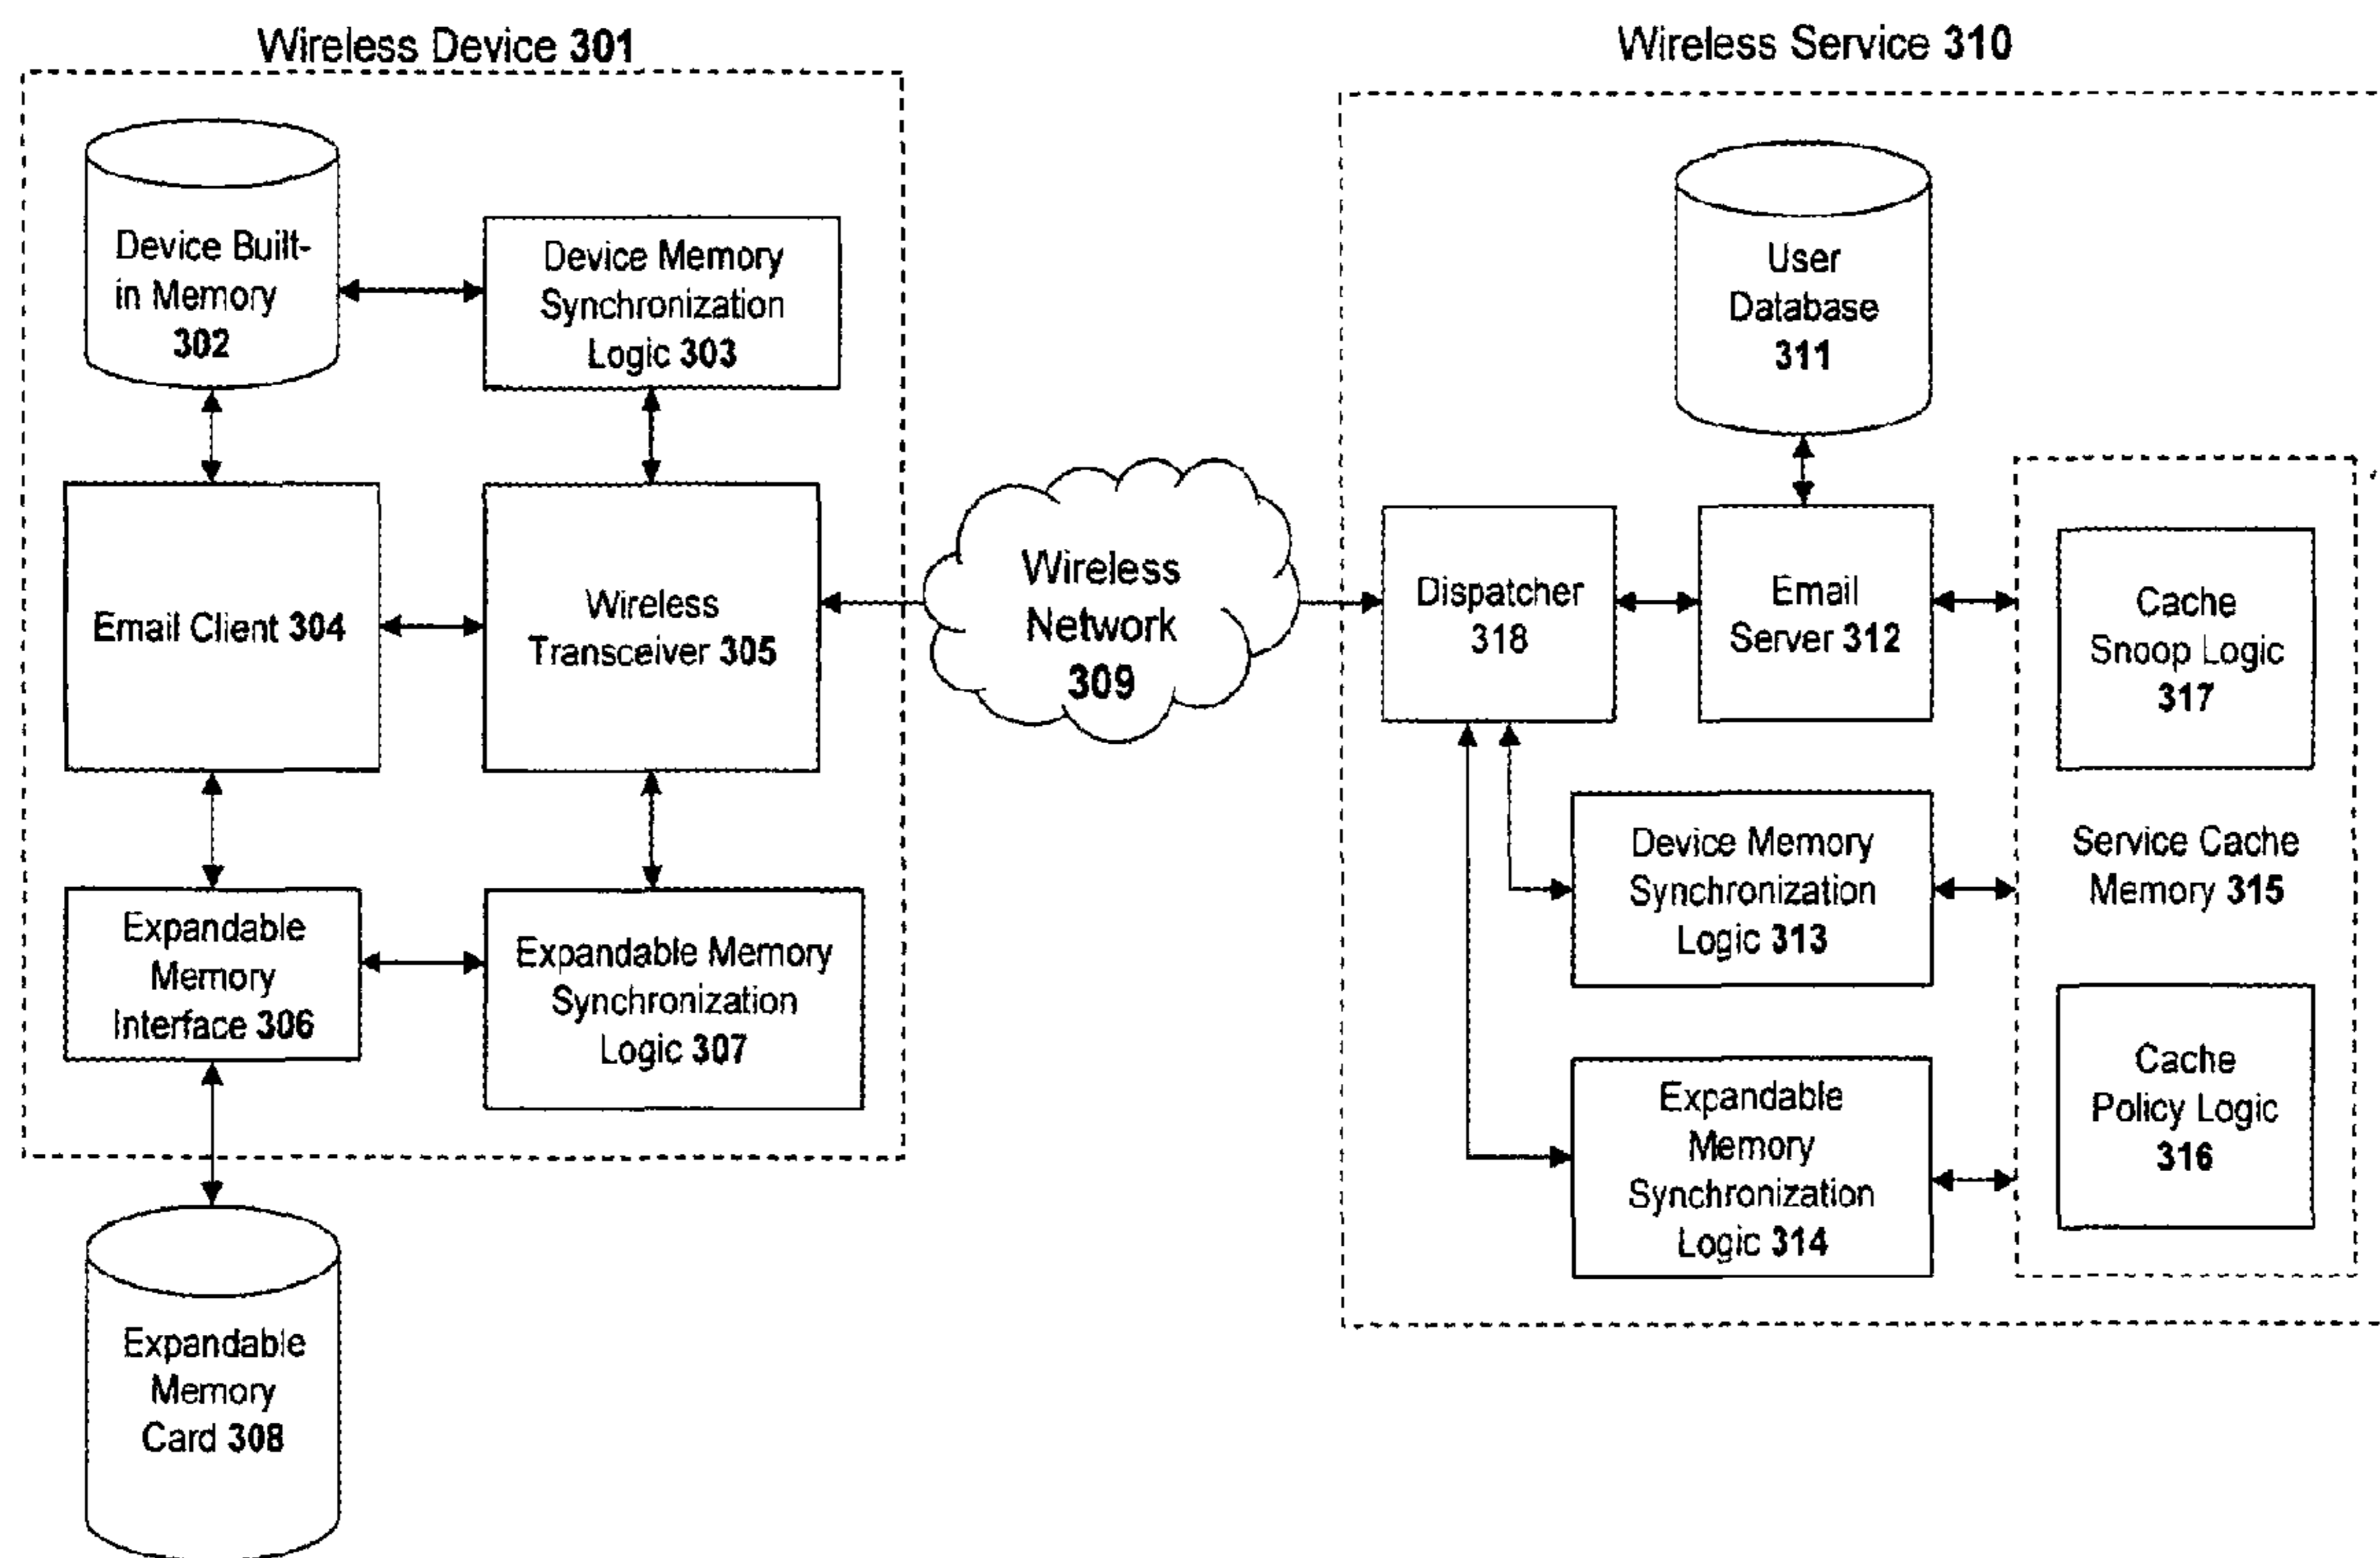 Wireless Device 301
Wireless Service 310
Device Built-
in Memory
302
Device Memory
Synchronization
Logic 303
Email Client 304
Wireless
Transceiver 305
Expandable
Memory
Interface 306
Expandable Memory
Synchronization
Logic 307
Expandable
Memory
Card 308
Wireless
Network
309
User
Database
311
Dispatcher
318
Email
Server 312
Device Memory
Synchronization
Logic 313
Expandable
Memory
Synchronization
Logic 314
Cache
Snoop Logic
317
Service Cache
Memory 315
Cache
Policy Logic
316